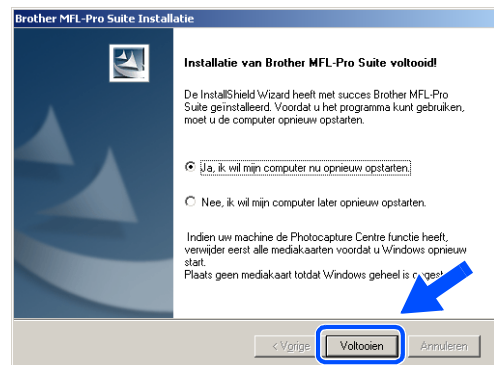 Brother MFL-Pro Suite Installatie
Installatie van Brother MFL-Pro Suite voltooid!
De InstallShield Wizard heeft met succes Brother MFL-Pro
Suite geïnstalleerd. Voordat u het programma kunt gebruiken,
moet u de computer opnieuw opstarten.
Ja, ik wil mijn computer nu opnieuw opstarten.
Nee, ik wil mijn computer later opnieuw opstarten.
Indien uw machine de Photocapture Centre functie heeft,
verwijder eerst alle mediakaarten voordat u Windows opnieuw
start.
Plaats geen mediakaart totdat Windows geheel is
< Vorige
Voltooien
Annuleren